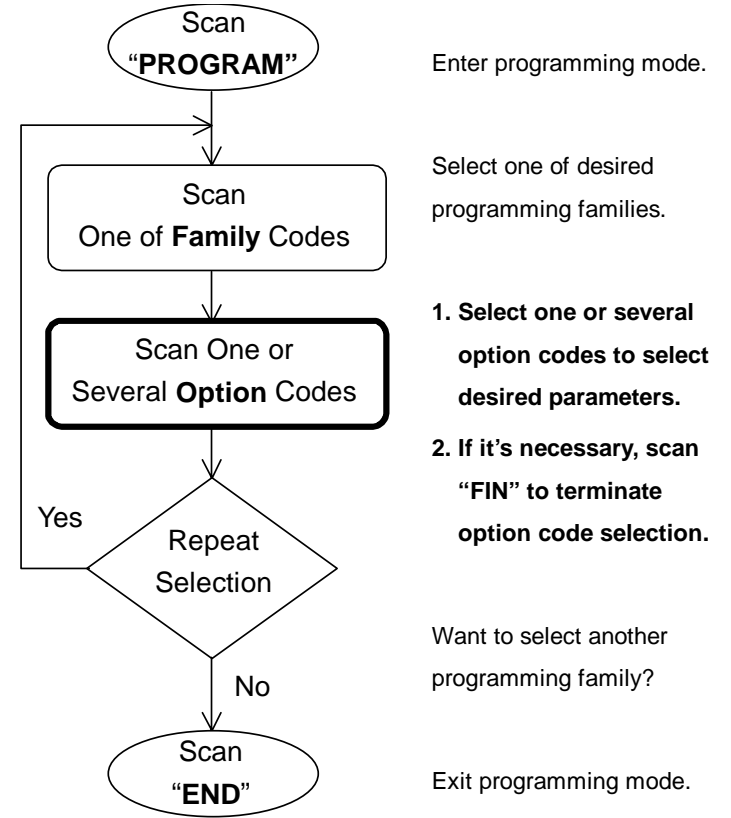 Scan
“PROGRAM”
Enter programming mode.
Select one of desired
programming families.
Scan
One of Family Codes
1. Select one or several
option codes to select
desired parameters.
Scan One or
Several Option Codes
2. If it’s necessary, scan
“FIN” to terminate
option code selection.
Yes
Repeat
Selection
Want to select another
programming family?
No
Scan
“END”
Exit programming mode.